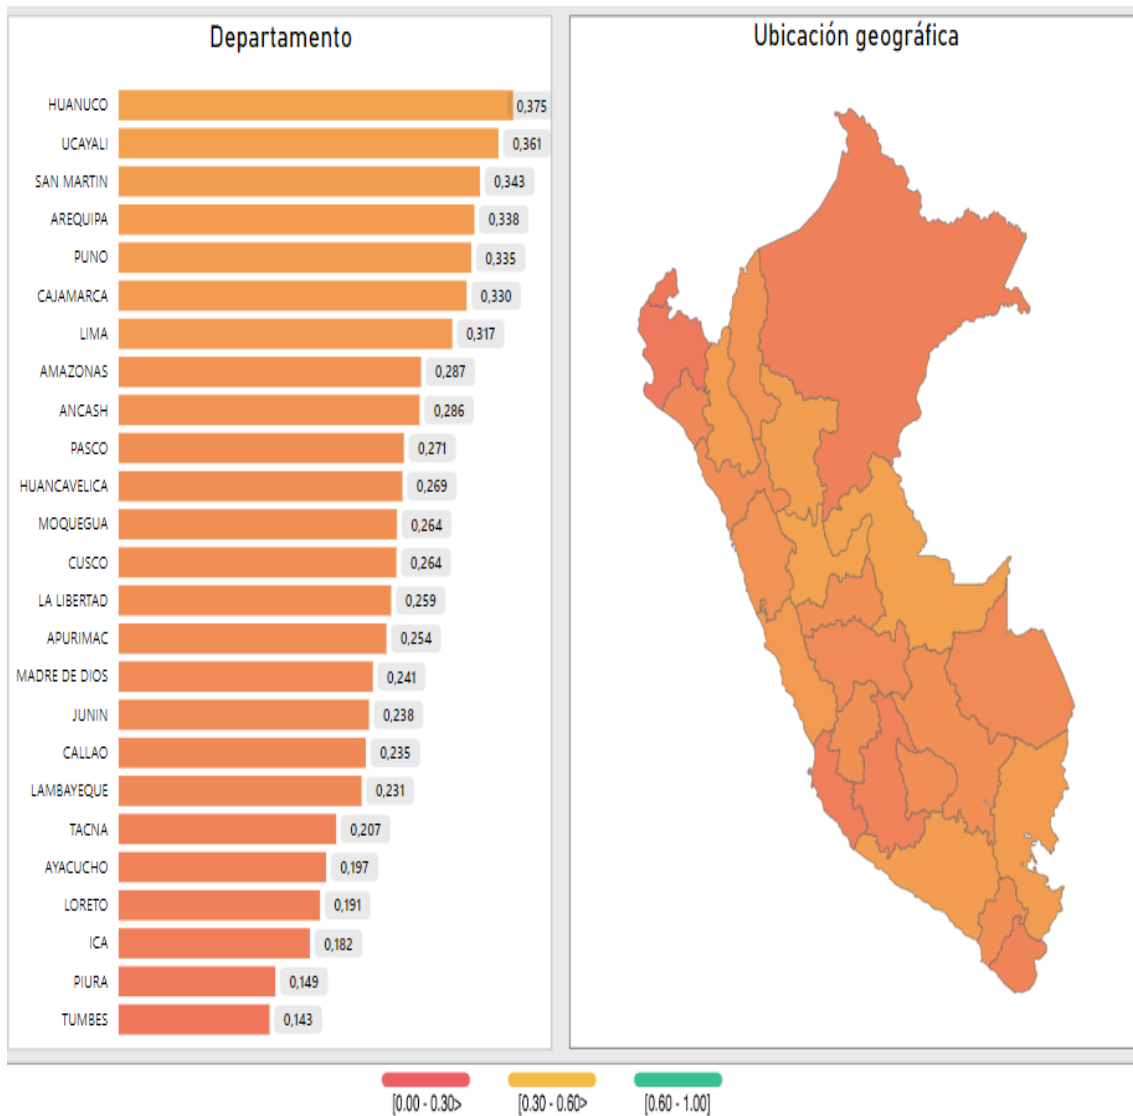 Departamento
HUANUCO 0,375
UCAYALI 0,361
SAN MARTIN 0,343
AREQUIPA 0,338
PUNO 0,335
CAJAMARCA 0,330
LIMA 0,317
AMAZONAS 0,287
ANCASH 0,286
PASCO 0,271
HUANCAVELICA 0,269
MOQUEGUA 0,264
CUSCO 0,264
LA LIBERTAD 0,259
APURIMAC 0,254
MADRE DE DIOS 0,241
JUNIN 0,238
CALLAO 0,235
LAMBAYEQUE 0,231
TACNA 0,207
AYACUCHO 0,197
LORETO 0,191
ICA 0,182
PIURA 0,149
TUMBES 0,143
Ubicación geográfica
[0.00 - 0.30> [0.30 - 0.60> [0.60 - 1.00]